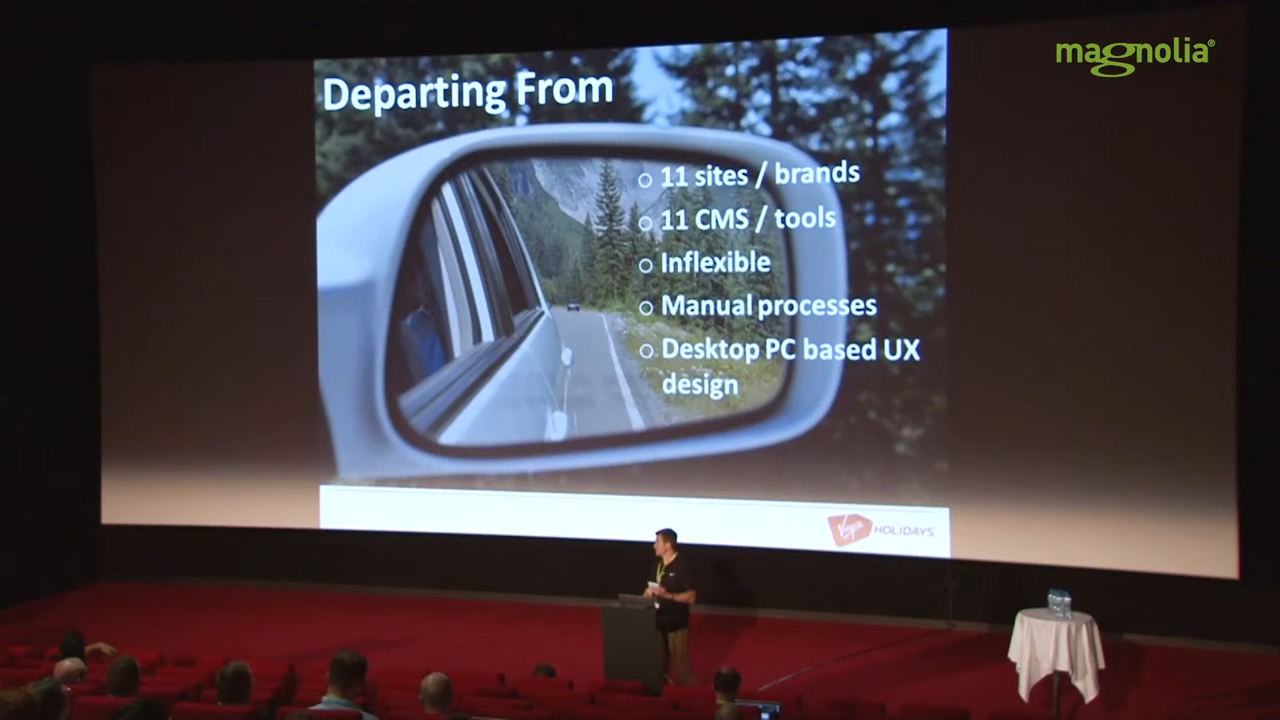 magnolia®
Departing From
11 sites / brands
11 CMS / tools
Inflexible
Manual processes
Desktop PC based UX
design
Virgin HOLIDAYS